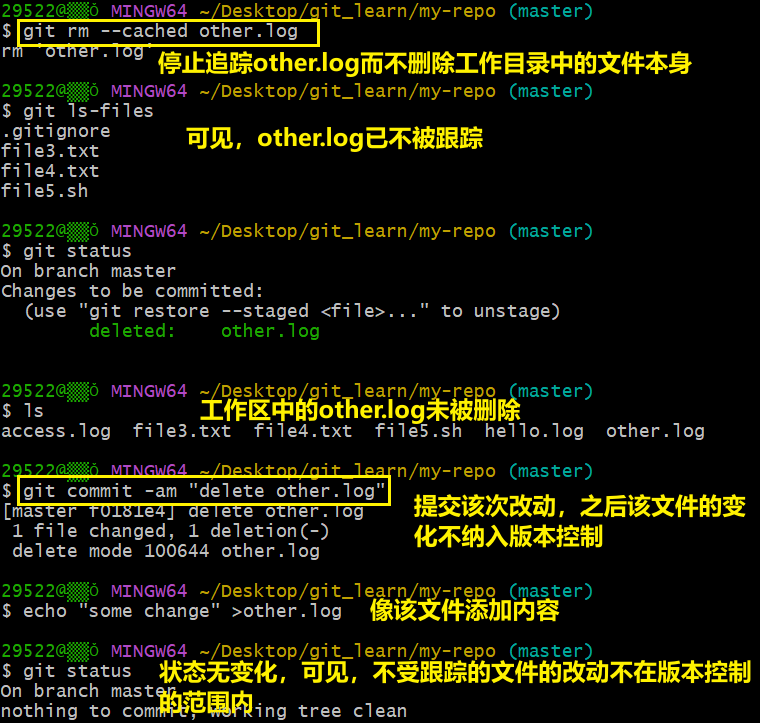 29522@▒▒Ŏ MINGW64 ~/Desktop/git_learn/my-repo (master)
$ git rm --cached other.log
rm 'other.log'
停止追踪other.log而不删除工作目录中的文件本身
29522@▒▒Ŏ MINGW64 ~/Desktop/git_learn/my-repo (master)
$ git ls-files
.gitignore
可见，other.log已不被跟踪
file3.txt
file4.txt
file5.sh
29522@▒▒Ŏ MINGW64 ~/Desktop/git_learn/my-repo (master)
$ git status
On branch master
Changes to be committed:
(use "git restore --staged <file>..." to unstage)
deleted: other.log
29522@▒▒Ŏ MINGW64 ~/Desktop/git_learn/my-repo (master)
$ ls
工作区中的other.log未被删除
access.log file3.txt file4.txt file5.sh hello.log other.log
29522@▒▒Ŏ MINGW64 ~/Desktop/git_learn/my-repo (master)
$ git commit -am "delete other.log"
[master f0181e4] delete other.log
1 file changed, 1 deletion(-)
delete mode 100644 other.log
提交该次改动，之后该文件的变
化不纳入版本控制
29522@▒▒Ŏ MINGW64 ~/Desktop/git_learn/my-repo (master)
$ echo "some change" >other.log
像该文件添加内容
29522@▒▒Ŏ MINGW64 ~/Desktop/git_learn/my-repo (master)
$ git status
状态无变化，可见，不受跟踪的文件的改动不在版本控制
的范围内
On branch master
nothing to commit, working tree clean